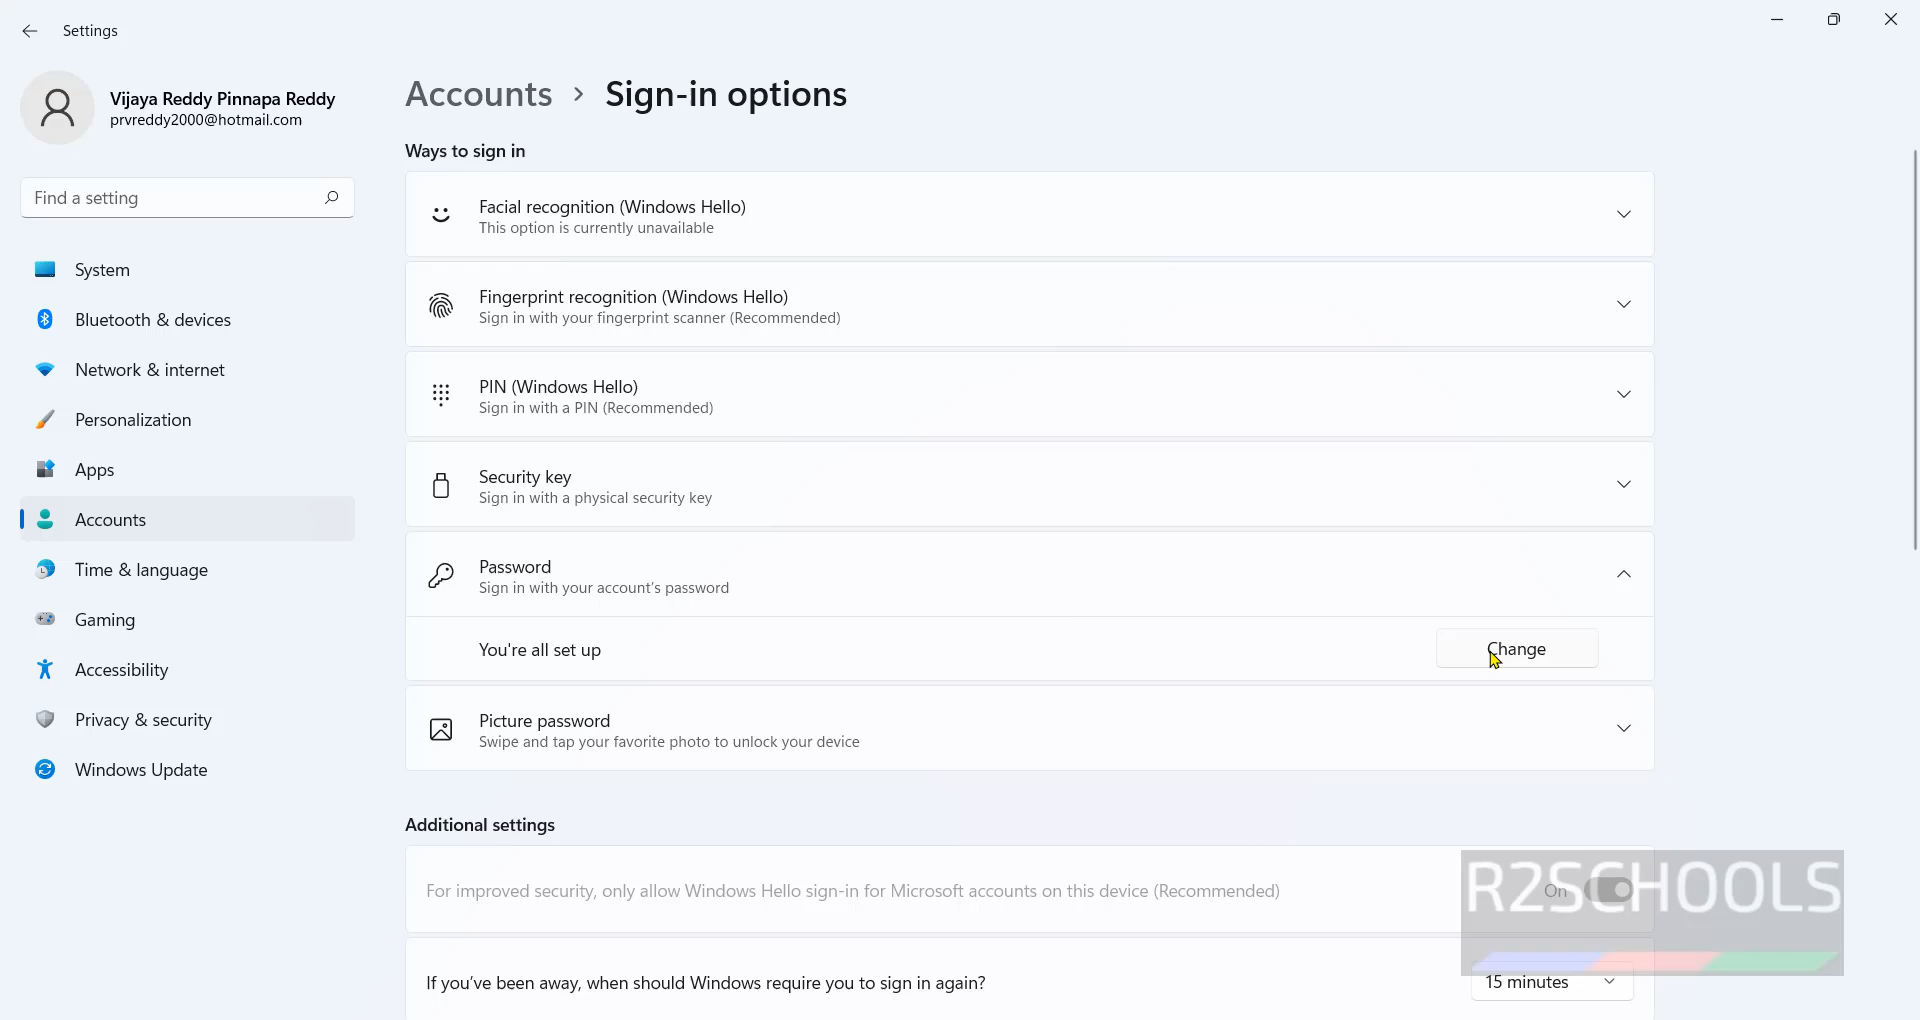 Settings
Vijaya Reddy Pinnapa Reddy
prvreddy2000@hotmail.com
Find a setting
System
Bluetooth & devices
Network & internet
Personalization
Apps
Accounts
Time & language
Gaming
Accessibility
Privacy & security
Windows Update
Accounts > Sign-in options
Ways to sign in
Facial recognition (Windows Hello)
This option is currently unavailable
Fingerprint recognition (Windows Hello)
Sign in with your fingerprint scanner (Recommended)
PIN (Windows Hello)
Sign in with a PIN (Recommended)
Security key
Sign in with a physical security key
Password
Sign in with your account's password
You're all set up
Change
Picture password
Swipe and tap your favorite photo to unlock your device
Additional settings
For improved security, only allow Windows Hello sign-in for Microsoft accounts on this device (Recommended)
On
R2SCHOOLS
If you've been away, when should Windows require you to sign in again?
15 minutes